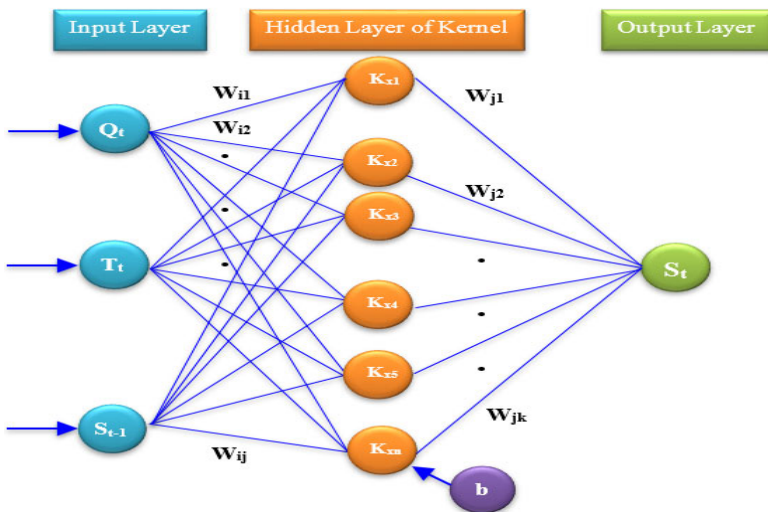 Input Layer
Hidden Layer of Kernel
Output Layer
Kx1
Wi1
Wj1
Qt
Wi2
Kx2
Wj2
Kx3
Tt
St
Kx4
Kx5
St-1
Wij
Wjk
Kxn
b